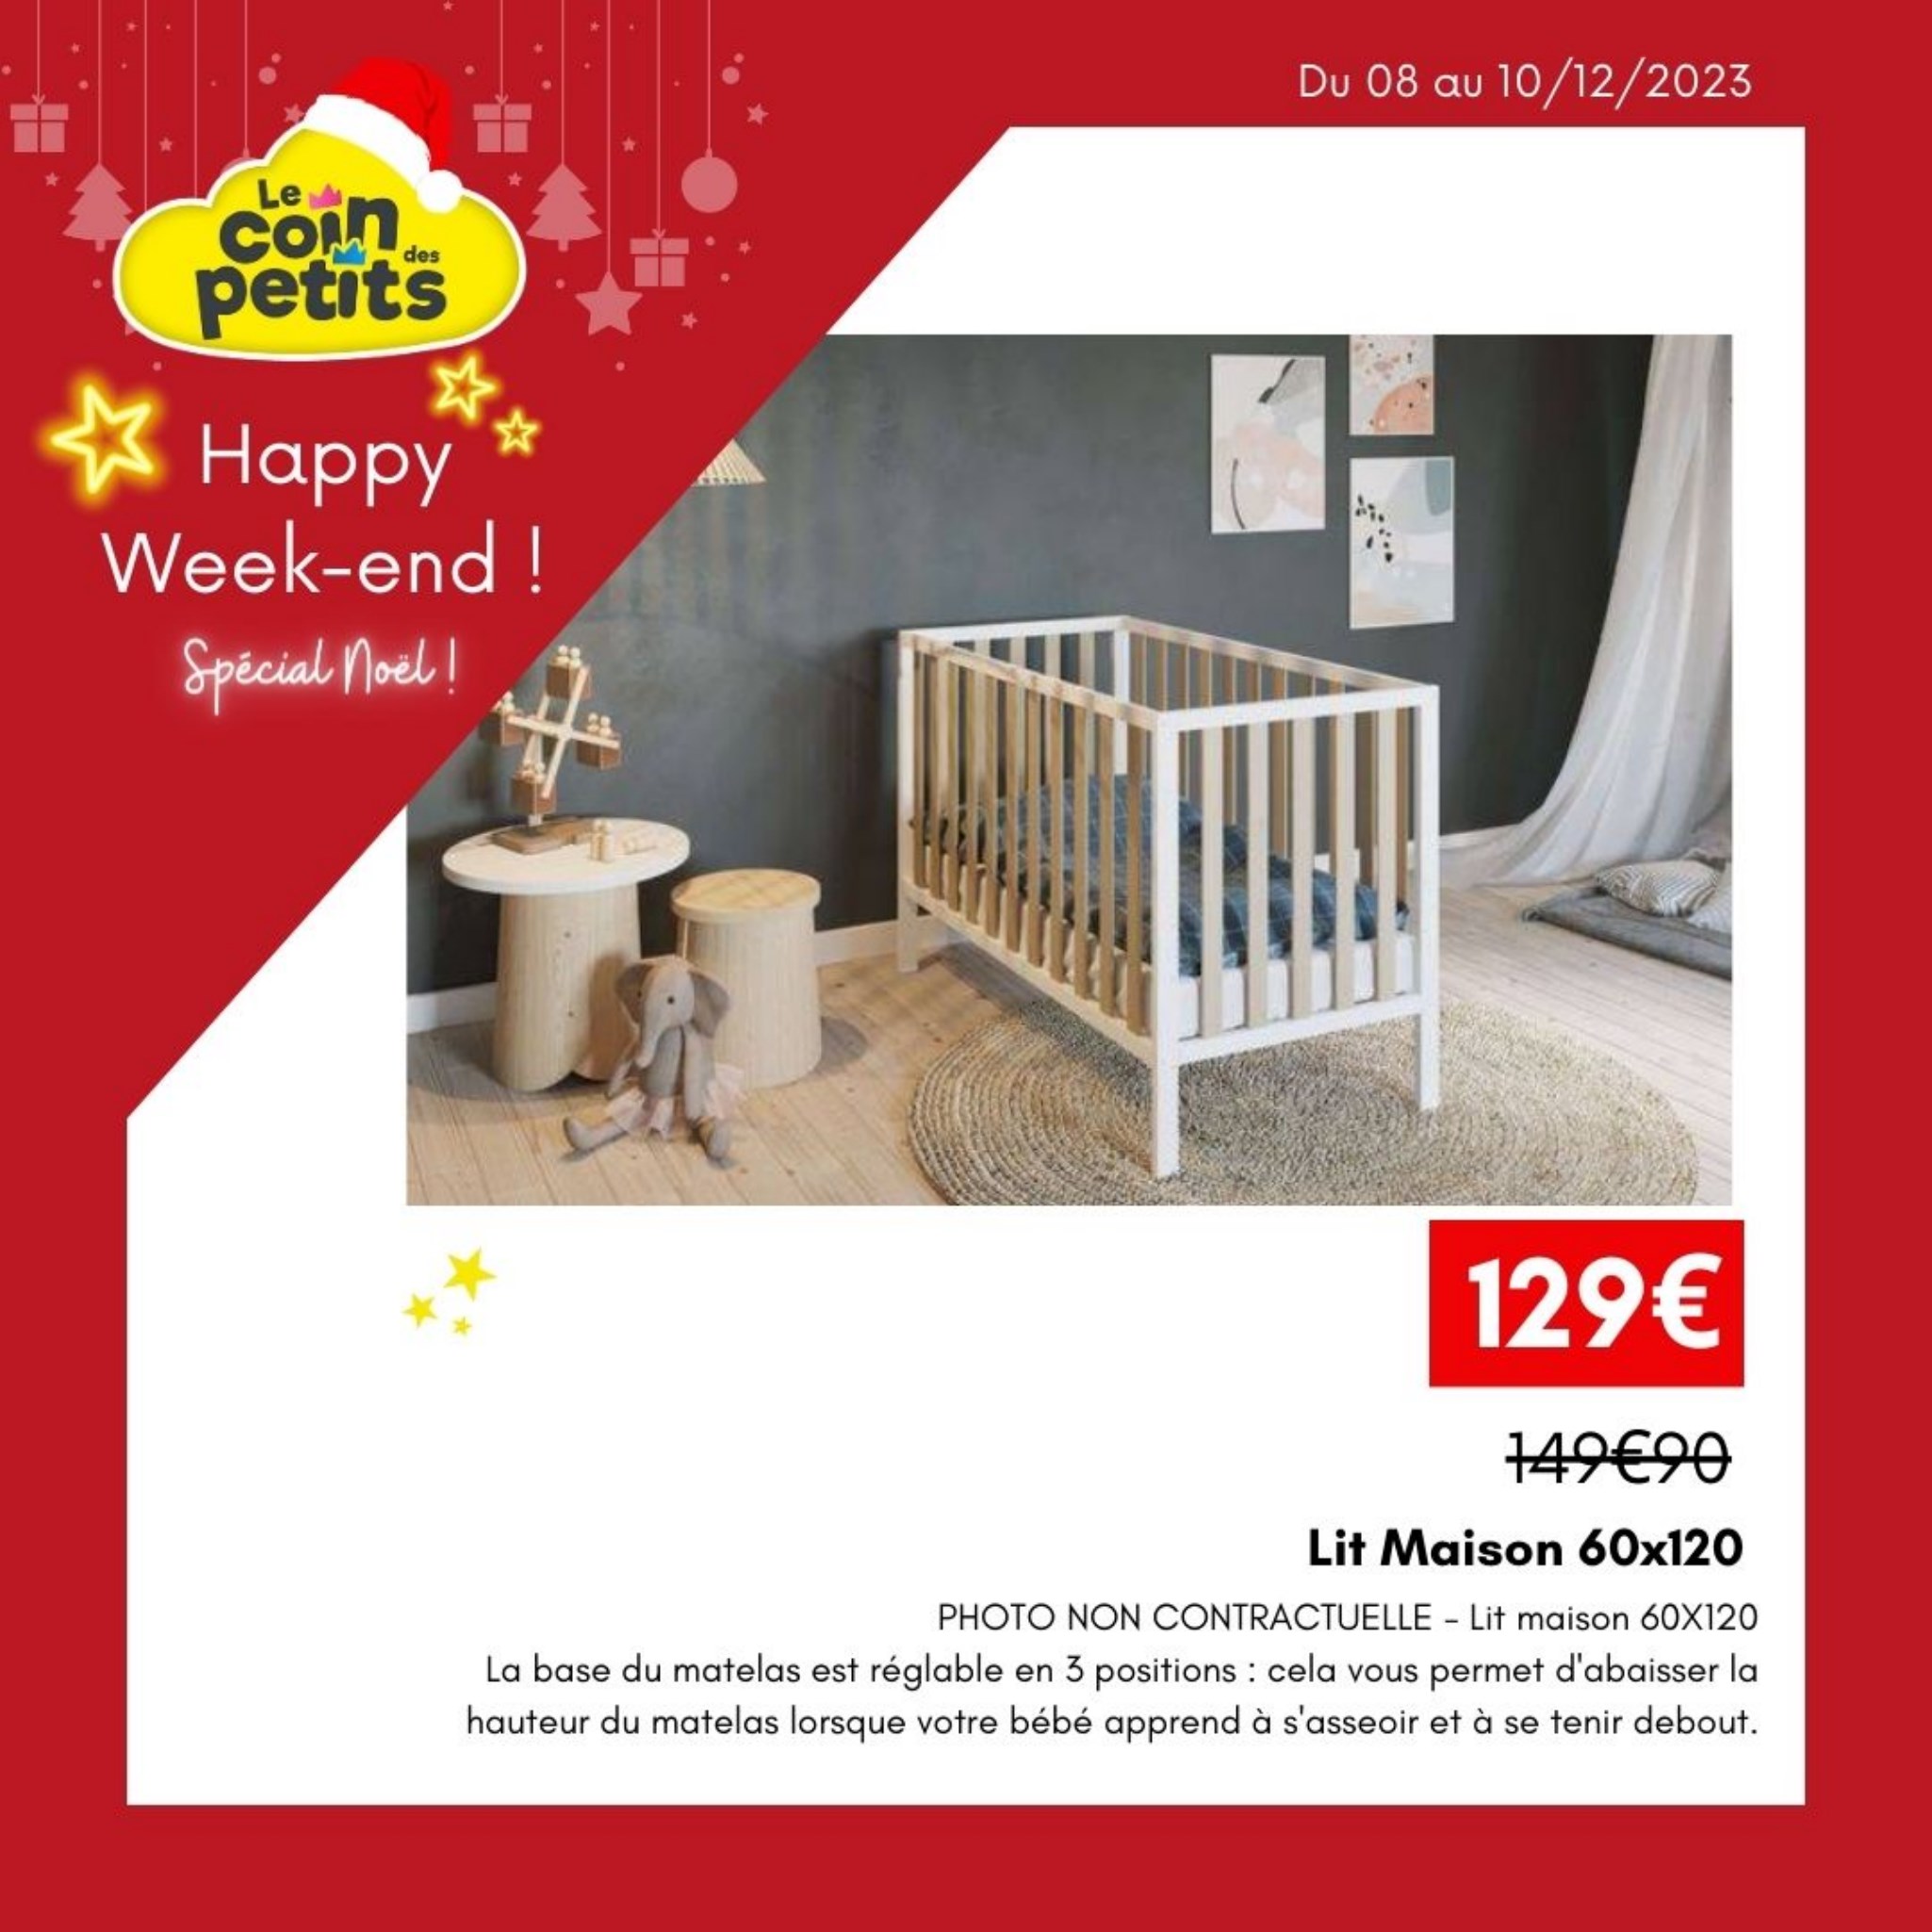 Du 08 au 10/12/2023
Le
coin
des
petits
Happy
Week-end !
Spécial Noël !
129€
149€90
Lit Maison 60x120
PHOTO NON CONTRACTUELLE - Lit maison 60X120
La base du matelas est réglable en 3 positions : cela vous permet d'abaisser la
hauteur du matelas lorsque votre bébé apprend à s'asseoir et à se tenir debout.